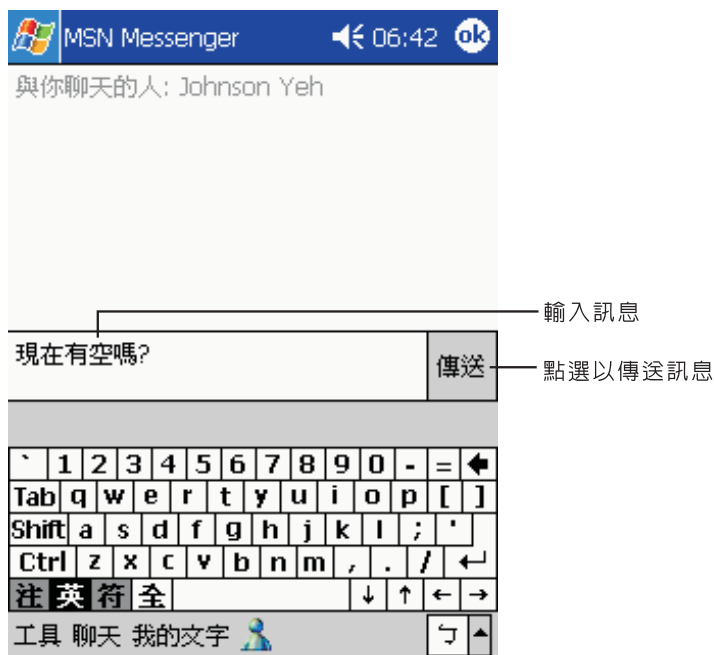 MSN Messenger 06:42 ok
與你聊天的人: Johnson Yeh
輸入訊息
現在有空嗎?
傳送
點選以傳送訊息
` 1 2 3 4 5 6 7 8 9 0 - =
Tab q w e r t y u i o p [ ]
Shift a s d f g h j k l ; '
Ctrl z x c v b n m , . / ↵
注 英 符 全 ↓ ↑ ← →
工具 聊天 我的文字 ㄅ